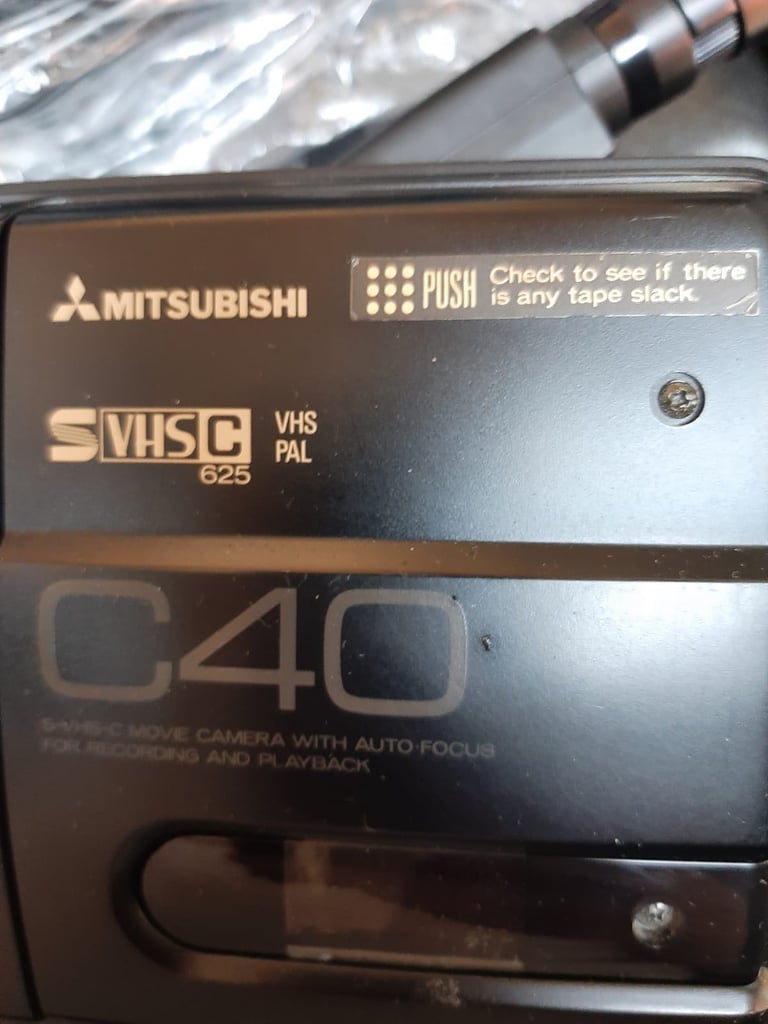 MITSUBISHI
PUSH Check to see if there
is any tape slack.
S VHS C
625
VHS
PAL
C40
S-VHS-C MOVIE CAMERA WITH AUTO-FOCUS
FOR RECORDING AND PLAYBACK